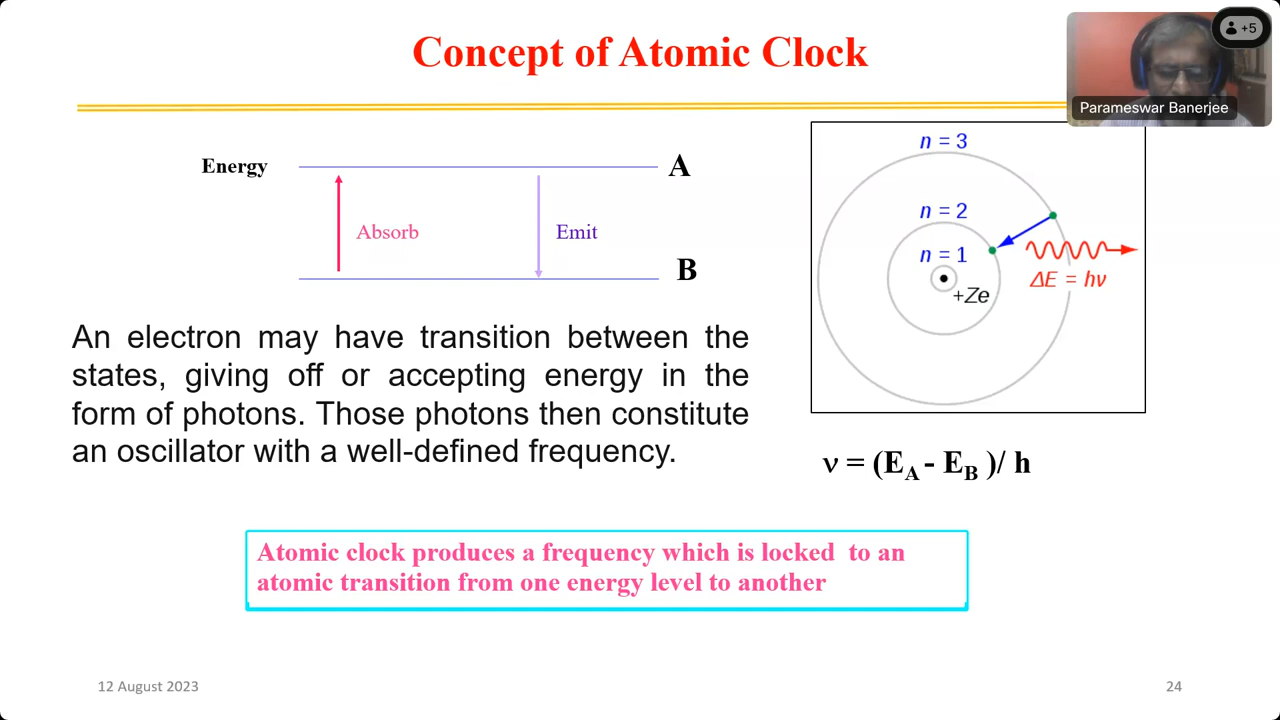 Concept of Atomic Clock
+5
Parameswar Banerjee
Energy
A
Absorb
Emit
B
n = 3
n = 2
n = 1
+Ze
ΔE = hν
An electron may have transition between the
states, giving off or accepting energy in the
form of photons. Those photons then constitute
an oscillator with a well-defined frequency.
ν = (E_A - E_B )/ h
Atomic clock produces a frequency which is locked to an
atomic transition from one energy level to another
12 August 2023
24